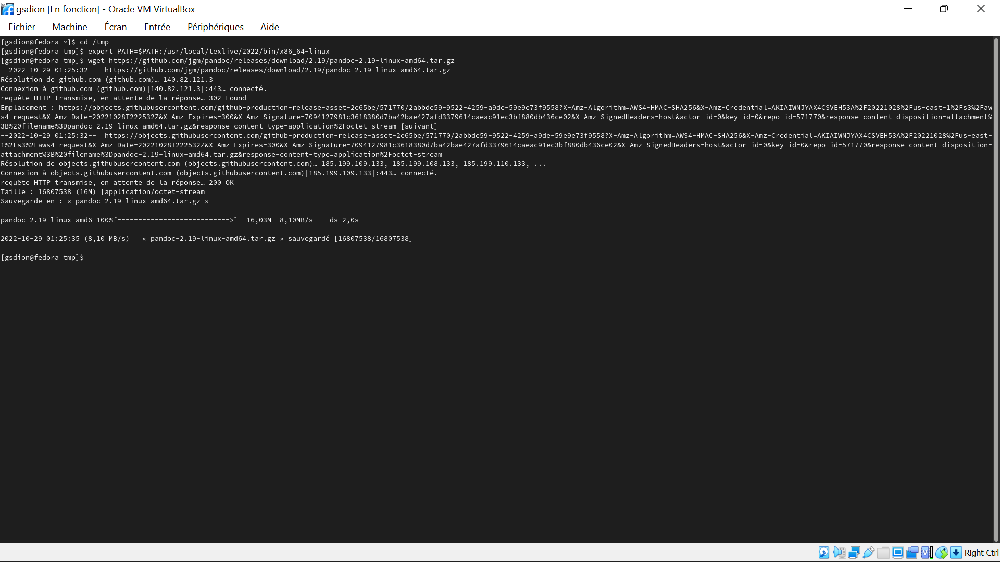 gsdion [En fonction] - Oracle VM VirtualBox
Fichier Machine Écran Entrée Périphériques Aide
[gsdion@fedora ~]$ cd /tmp
[gsdion@fedora tmp]$ export PATH=$PATH:/usr/local/texlive/2022/bin/x86_64-linux
[gsdion@fedora tmp]$ wget https://github.com/jgm/pandoc/releases/download/2.19/pandoc-2.19-linux-amd64.tar.gz
--2022-10-29 01:25:32--  https://github.com/jgm/pandoc/releases/download/2.19/pandoc-2.19-linux-amd64.tar.gz
Résolution de github.com (github.com)… 140.82.121.3
Connexion à github.com (github.com)|140.82.121.3|:443… connecté.
requête HTTP transmise, en attente de la réponse… 302 Found
Emplacement : https://objects.githubusercontent.com/github-production-release-asset-2e65be/571770/2abbde59-9522-4259-a9de-59e9e73f9558?X-Amz-Algorithm=AWS4-HMAC-SHA256&X-Amz-Credential=AKIAIWNJYAX4CSVEH53A%2F20221028%2Fus-east-1%2Fs3%2Faw
s4_request&X-Amz-Date=20221028T222532Z&X-Amz-Expires=300&X-Amz-Signature=7094127981c3618380d7ba42bae427afd3379614caeac91ec3bf880db436ce02&X-Amz-SignedHeaders=host&actor_id=0&key_id=0&repo_id=571770&response-content-disposition=attachment%
3B%20filename%3Dpandoc-2.19-linux-amd64.tar.gz&response-content-type=application%2Foctet-stream [suivant]
--2022-10-29 01:25:32--  https://objects.githubusercontent.com/github-production-release-asset-2e65be/571770/2abbde59-9522-4259-a9de-59e9e73f9558?X-Amz-Algorithm=AWS4-HMAC-SHA256&X-Amz-Credential=AKIAIWNJYAX4CSVEH53A%2F20221028%2Fus-east-
1%2Fs3%2Faws4_request&X-Amz-Date=20221028T222532Z&X-Amz-Expires=300&X-Amz-Signature=7094127981c3618380d7ba42bae427afd3379614caeac91ec3bf880db436ce02&X-Amz-SignedHeaders=host&actor_id=0&key_id=0&repo_id=571770&response-content-disposition=
attachment%3B%20filename%3Dpandoc-2.19-linux-amd64.tar.gz&response-content-type=application%2Foctet-stream
Résolution de objects.githubusercontent.com (objects.githubusercontent.com)… 185.199.109.133, 185.199.108.133, 185.199.110.133, ...
Connexion à objects.githubusercontent.com (objects.githubusercontent.com)|185.199.109.133|:443… connecté.
requête HTTP transmise, en attente de la réponse… 200 OK
Taille : 16807538 (16M) [application/octet-stream]
Sauvegarde en : « pandoc-2.19-linux-amd64.tar.gz »
pandoc-2.19-linux-amd6 100%[===========================>]  16,03M  8,10MB/s    ds 2,0s
2022-10-29 01:25:35 (8,10 MB/s) — « pandoc-2.19-linux-amd64.tar.gz » sauvegardé [16807538/16807538]
[gsdion@fedora tmp]$
Right Ctrl